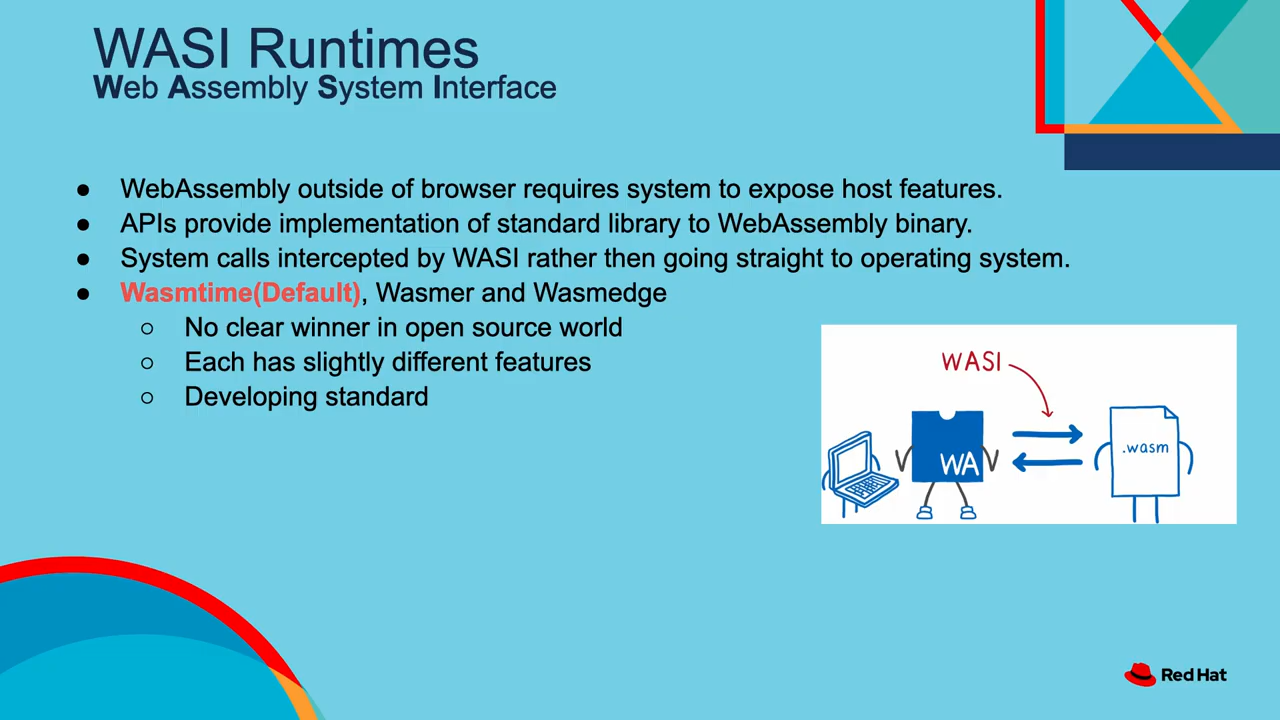 WASI Runtimes
Web Assembly System Interface
● WebAssembly outside of browser requires system to expose host features.
● APIs provide implementation of standard library to WebAssembly binary.
● System calls intercepted by WASI rather then going straight to operating system.
● Wasmtime(Default), Wasmer and Wasmedge
○ No clear winner in open source world
○ Each has slightly different features
○ Developing standard
WASI
WA
.wasm
Red Hat